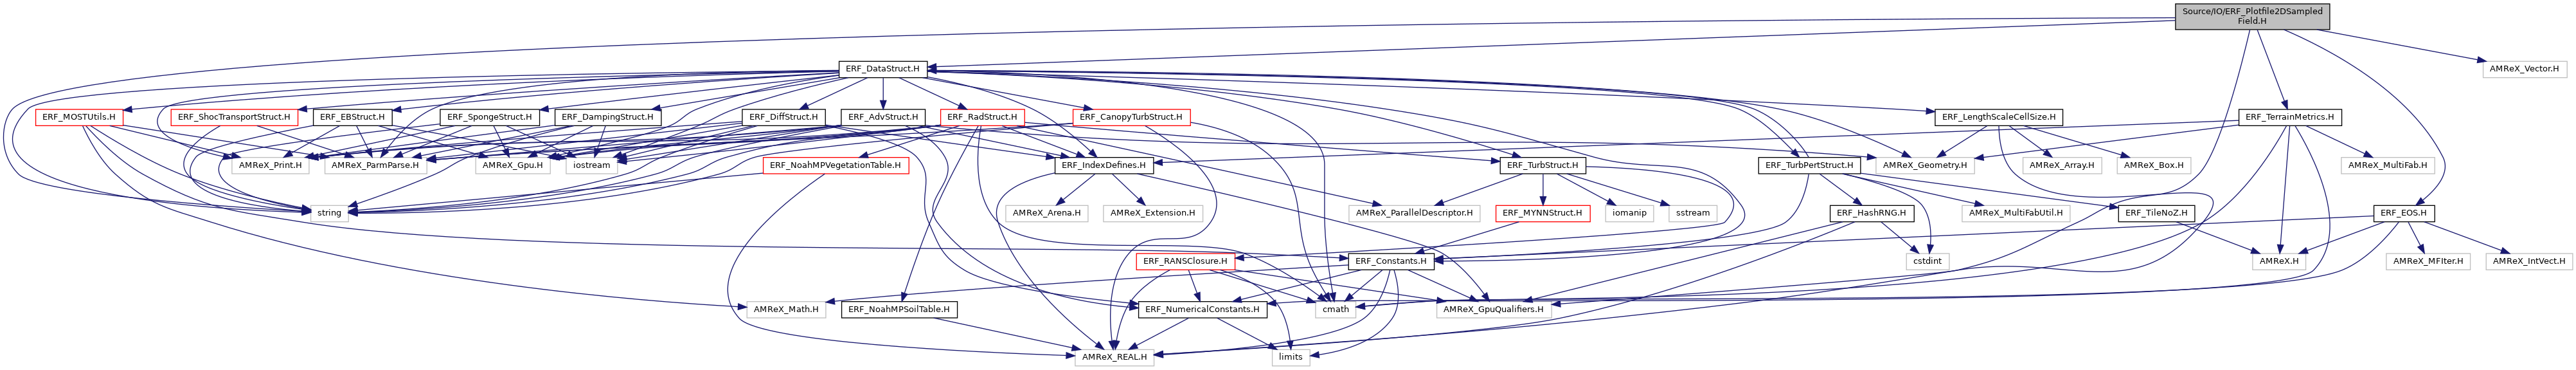 Source/IO/ERF_Plotfile2DSampled
Field.H
ERF_DataStruct.H
AMReX_Vector.H
ERF_MOSTUtils.H
ERF_ShocTransportStruct.H
ERF_EBStruct.H
ERF_SpongeStruct.H
ERF_DampingStruct.H
ERF_DiffStruct.H
ERF_AdvStruct.H
ERF_RadStruct.H
ERF_CanopyTurbStruct.H
ERF_LengthScaleCellSize.H
ERF_TerrainMetrics.H
AMReX_Print.H
AMReX_ParmParse.H
AMReX_Gpu.H
iostream
ERF_NoahMPVegetationTable.H
ERF_IndexDefines.H
ERF_TurbStruct.H
ERF_TurbPertStruct.H
AMReX_Geometry.H
AMReX_Array.H
AMReX_Box.H
AMReX_MultiFab.H
string
AMReX_Arena.H
AMReX_Extension.H
AMReX_ParallelDescriptor.H
ERF_MYNNStruct.H
iomanip
sstream
ERF_HashRNG.H
AMReX_MultiFabUtil.H
ERF_TileNoZ.H
ERF_EOS.H
ERF_RANSClosure.H
ERF_Constants.H
cstdint
AMReX.H
AMReX_MFIter.H
AMReX_IntVect.H
AMReX_Math.H
ERF_NoahMPSoilTable.H
ERF_NumericalConstants.H
cmath
AMReX_GpuQualifiers.H
AMReX_REAL.H
limits